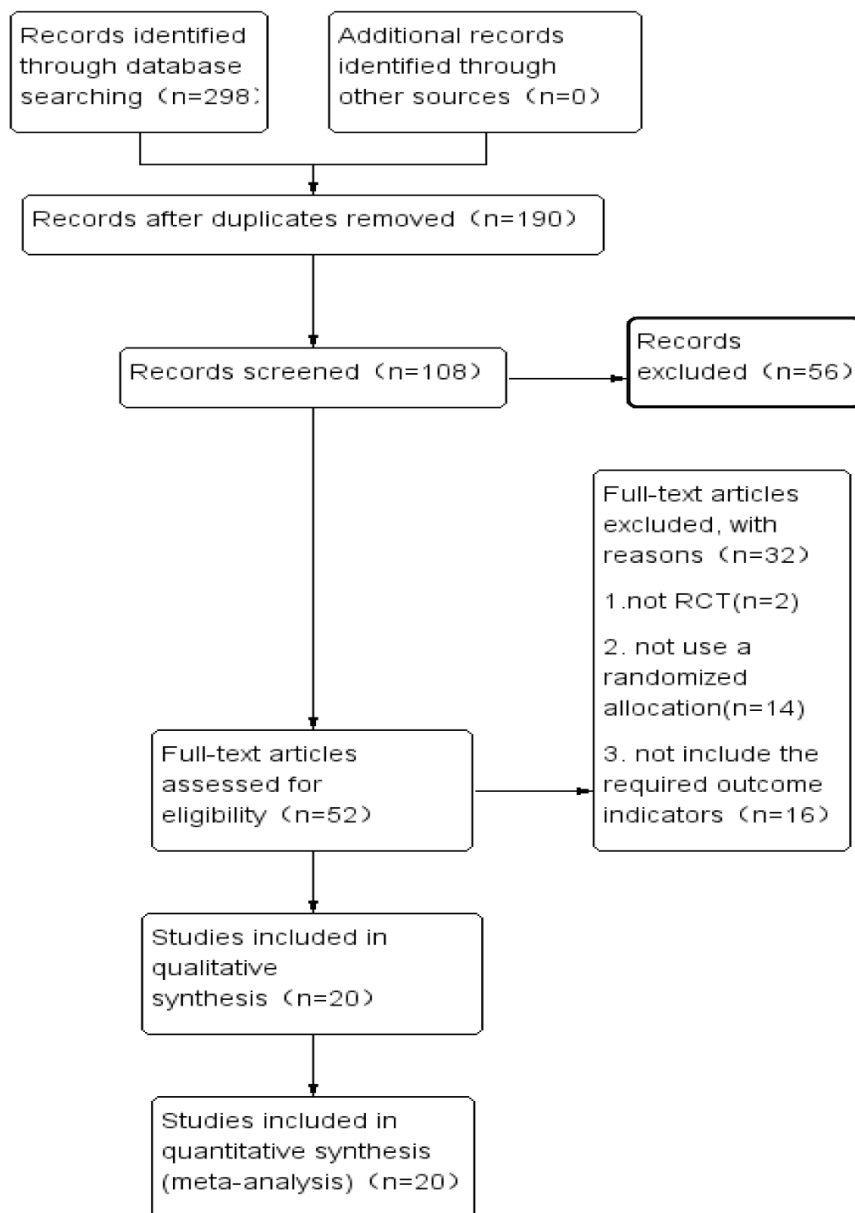 Records identified
through database
searching（n=298）
Additional records
identified through
other sources（n=0）
Records after duplicates removed（n=190）
Records screened（n=108）
Records
excluded（n=56）
Full-text articles
excluded, with
reasons（n=32）
1.not RCT(n=2)
2. not use a
randomized
allocation(n=14)
3. not include the
required outcome
indicators（n=16）
Full-text articles
assessed for
eligibility（n=52）
Studies included in
qualitative
synthesis（n=20）
Studies included in
quantitative synthesis
(meta-analysis)（n=20）